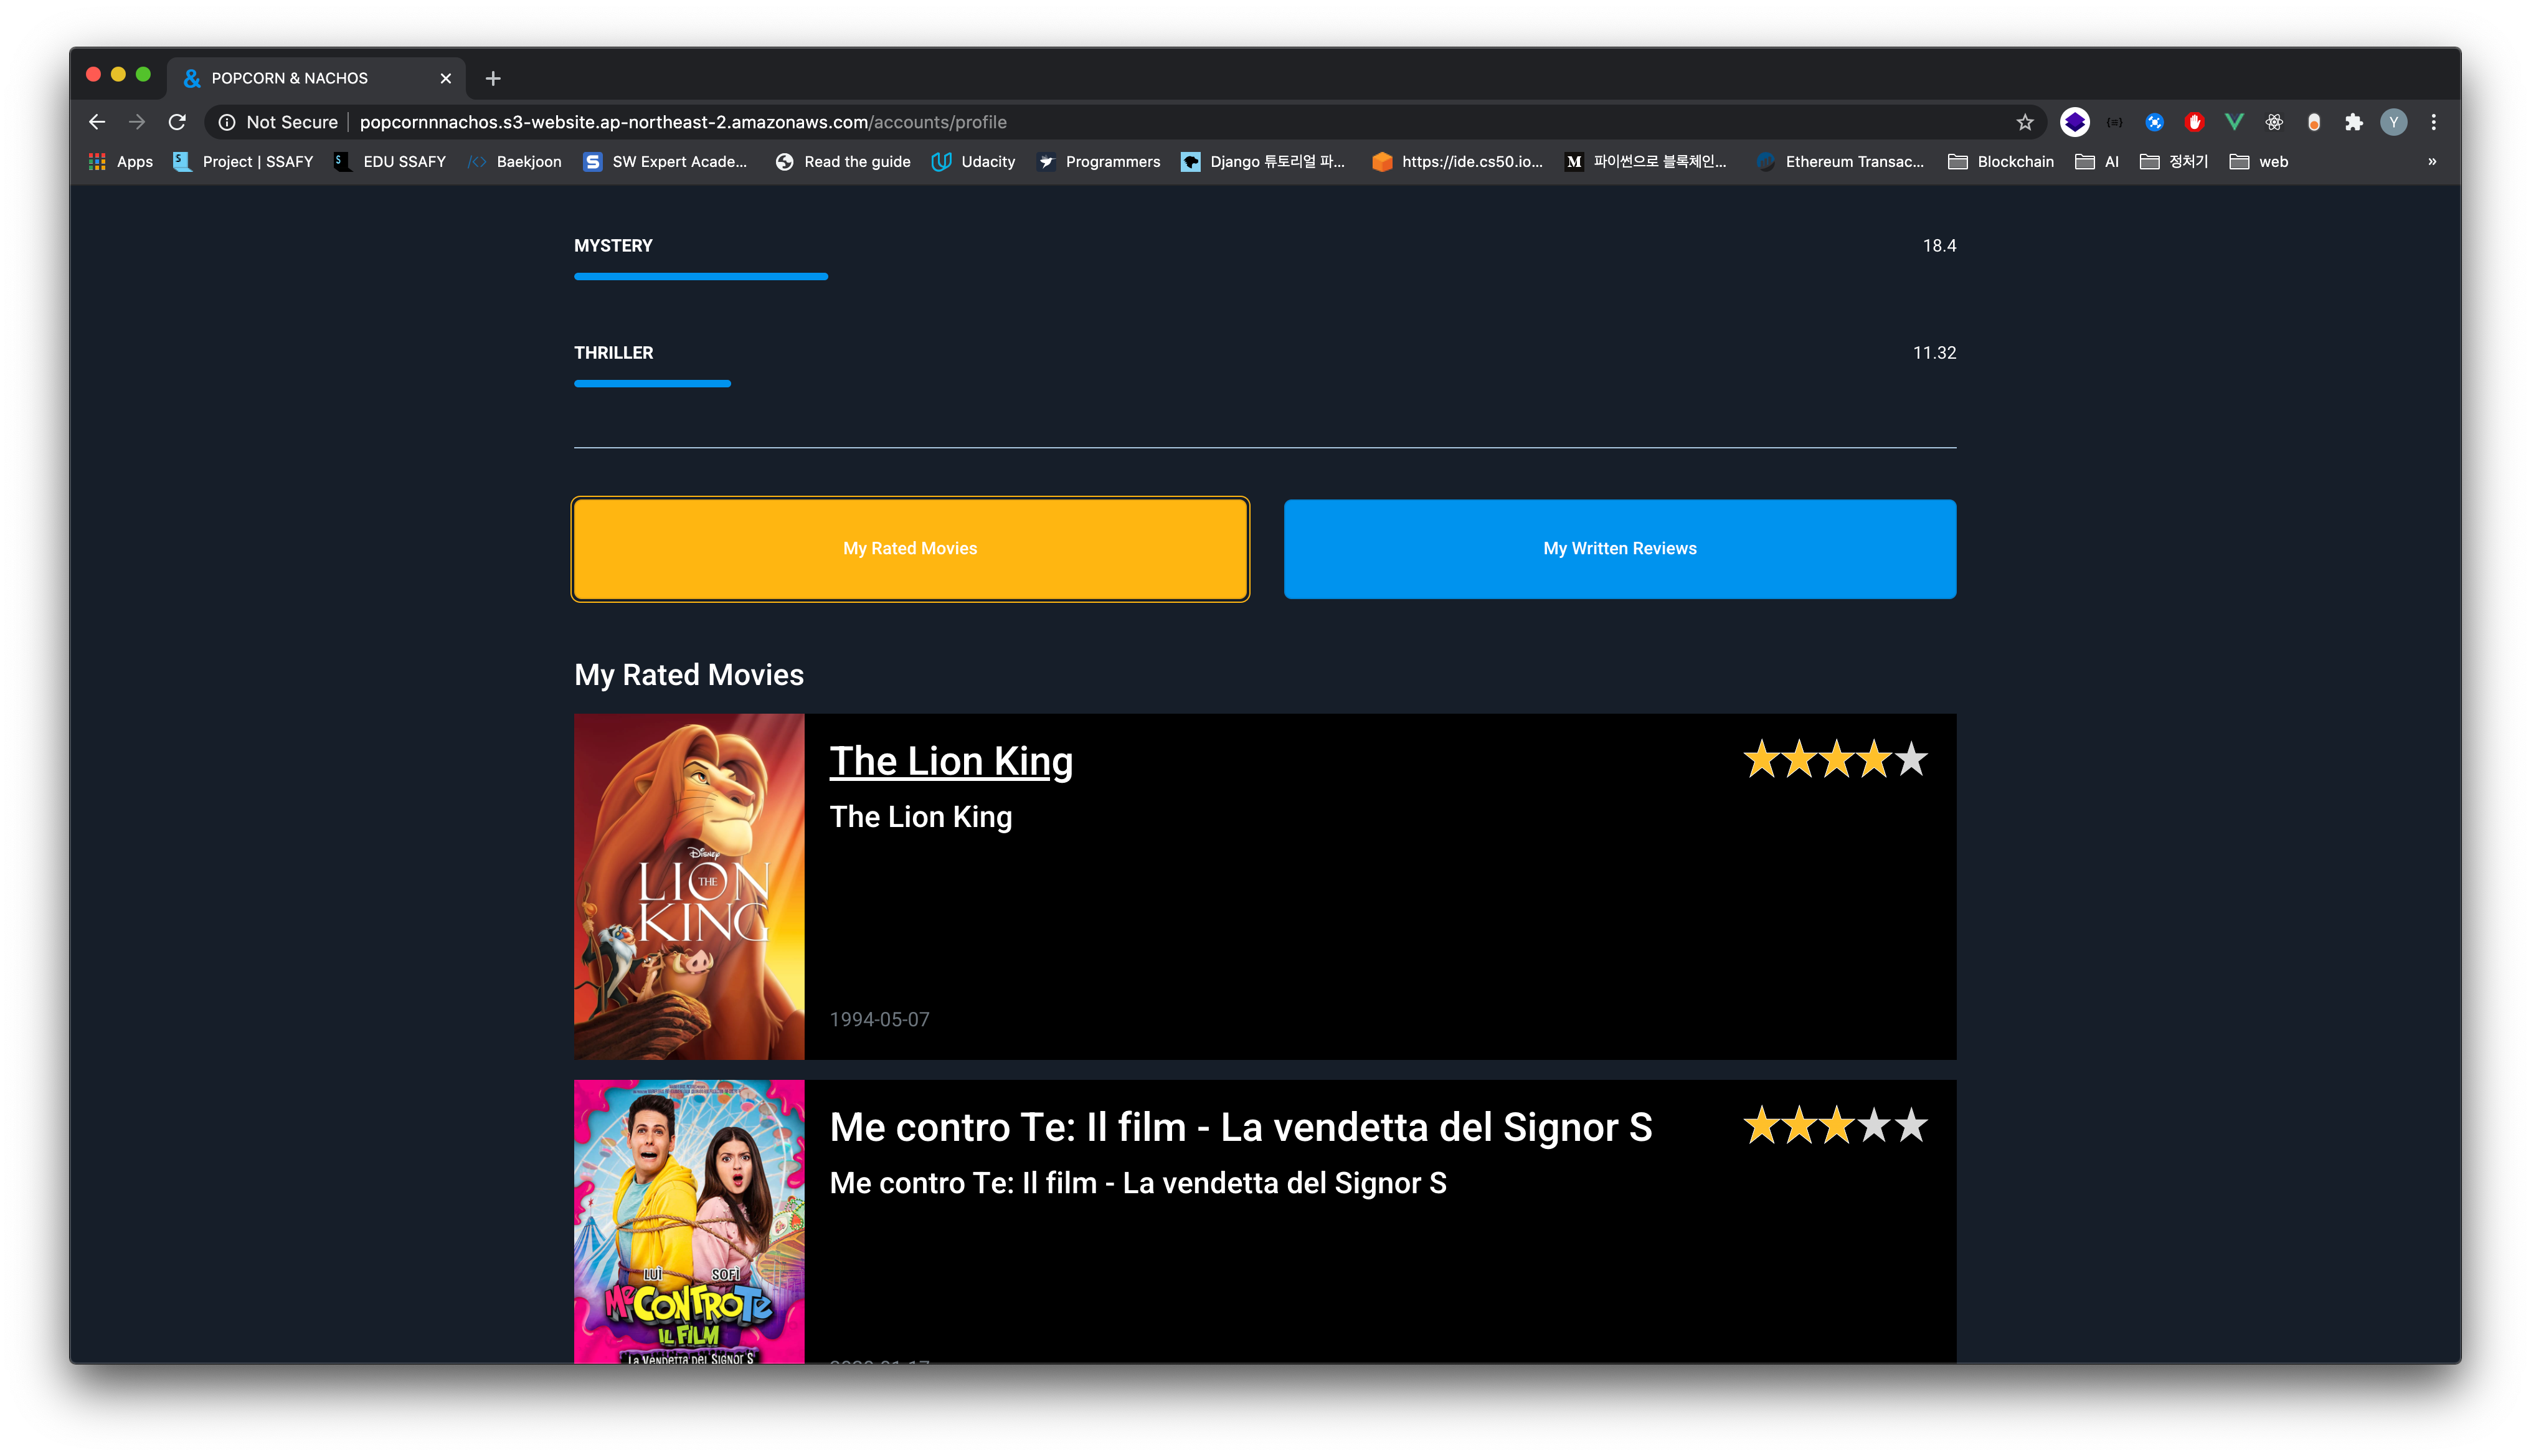 POPCORN & NACHOS
Not Secure popcornnnachos.s3-website.ap-northeast-2.amazonaws.com/accounts/profile
Y
Apps Project | SSAFY EDU SSAFY Baekjoon SW Expert Acade... Read the guide Udacity Programmers Django 튜토리얼 파... https://ide.cs50.io... 파이썬으로 블록체인... Ethereum Transac... Blockchain AI 정처기 web »
MYSTERY 18.4
THRILLER 11.32
My Rated Movies My Written Reviews
My Rated Movies
The Lion King
The Lion King
DISNEY
THE
LION
KING
1994-05-07
Me contro Te: Il film - La vendetta del Signor S
Me contro Te: Il film - La vendetta del Signor S
LUÌ SOFÌ
Me CONTRO Te
IL FILM
La VENDETTA DEL SIGNOR S